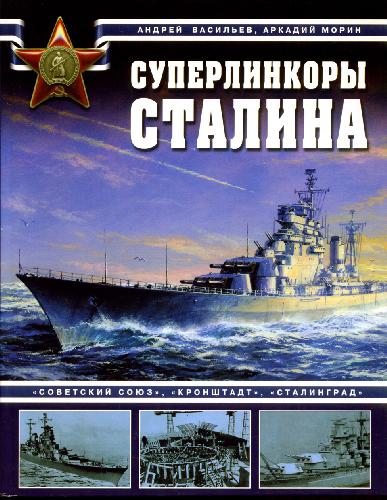 АНДРЕЙ ВАСИЛЬЕВ, АРКАДИЙ МОРИН
СУПЕРЛИНКОРЫ
СТАЛИНА
«СОВЕТСКИЙ СОЮЗ», «КРОНШТАДТ», «СТАЛИНГРАД»